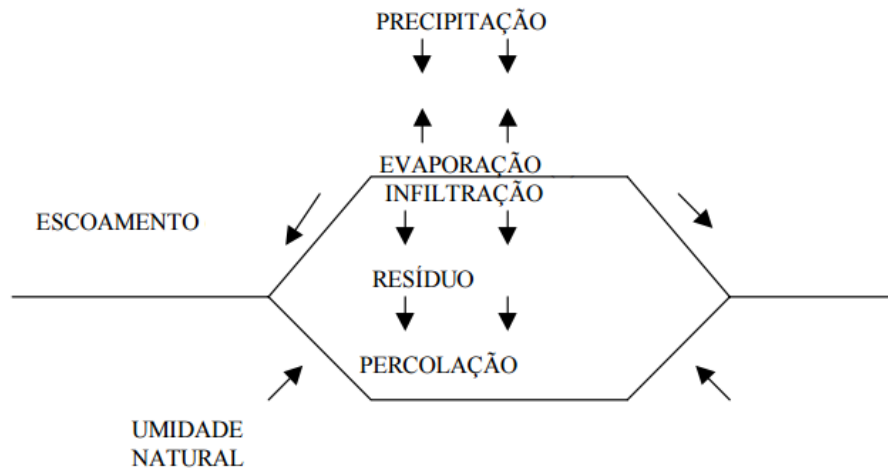 PRECIPITAÇÃO
EVAPORAÇÃO
INFILTRAÇÃO
ESCOAMENTO
RESÍDUO
PERCOLAÇÃO
UMIDADE
NATURAL